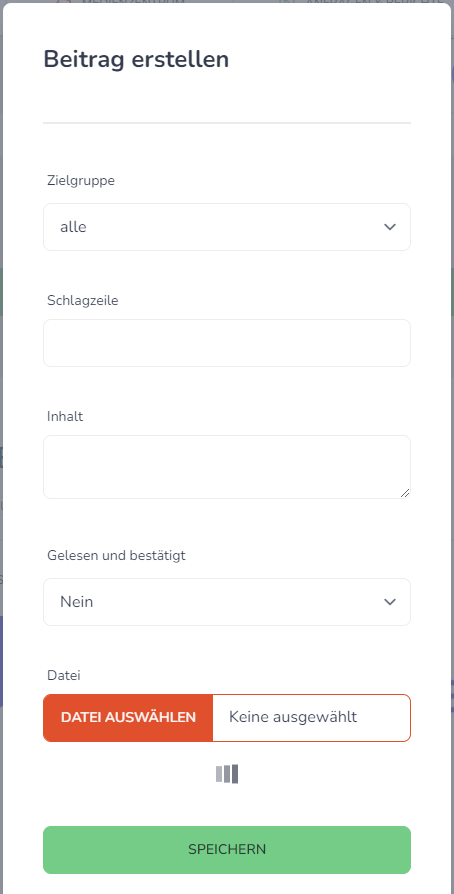 Beitrag erstellen
Zielgruppe
alle
Schlagzeile
Inhalt
Gelesen und bestätigt
Nein
Datei
DATEI AUSWÄHLEN Keine ausgewählt
SPEICHERN